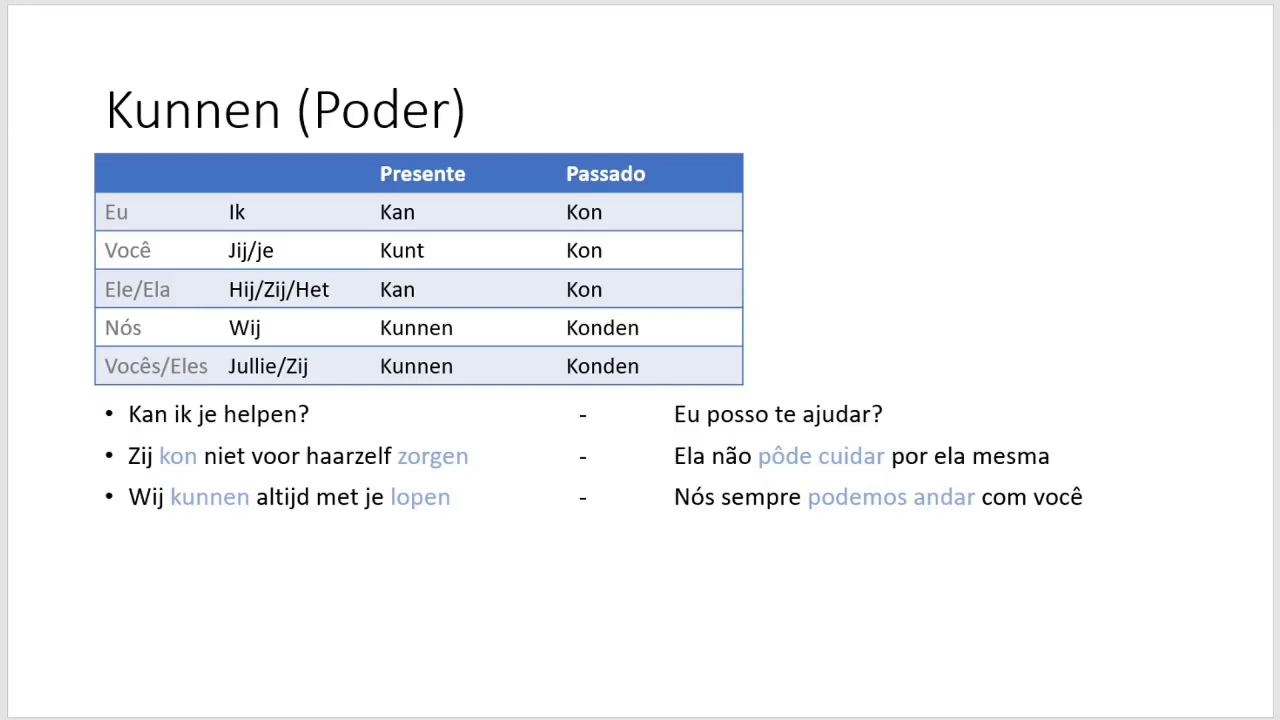 Kunnen (Poder)
Presente Passado
Eu Ik Kan Kon
Você Jij/je Kunt Kon
Ele/Ela Hij/Zij/Het Kan Kon
Nós Wij Kunnen Konden
Vocês/Eles Jullie/Zij Kunnen Konden
• Kan ik je helpen? - Eu posso te ajudar?
• Zij kon niet voor haarzelf zorgen - Ela não pôde cuidar por ela mesma
• Wij kunnen altijd met je lopen - Nós sempre podemos andar com você